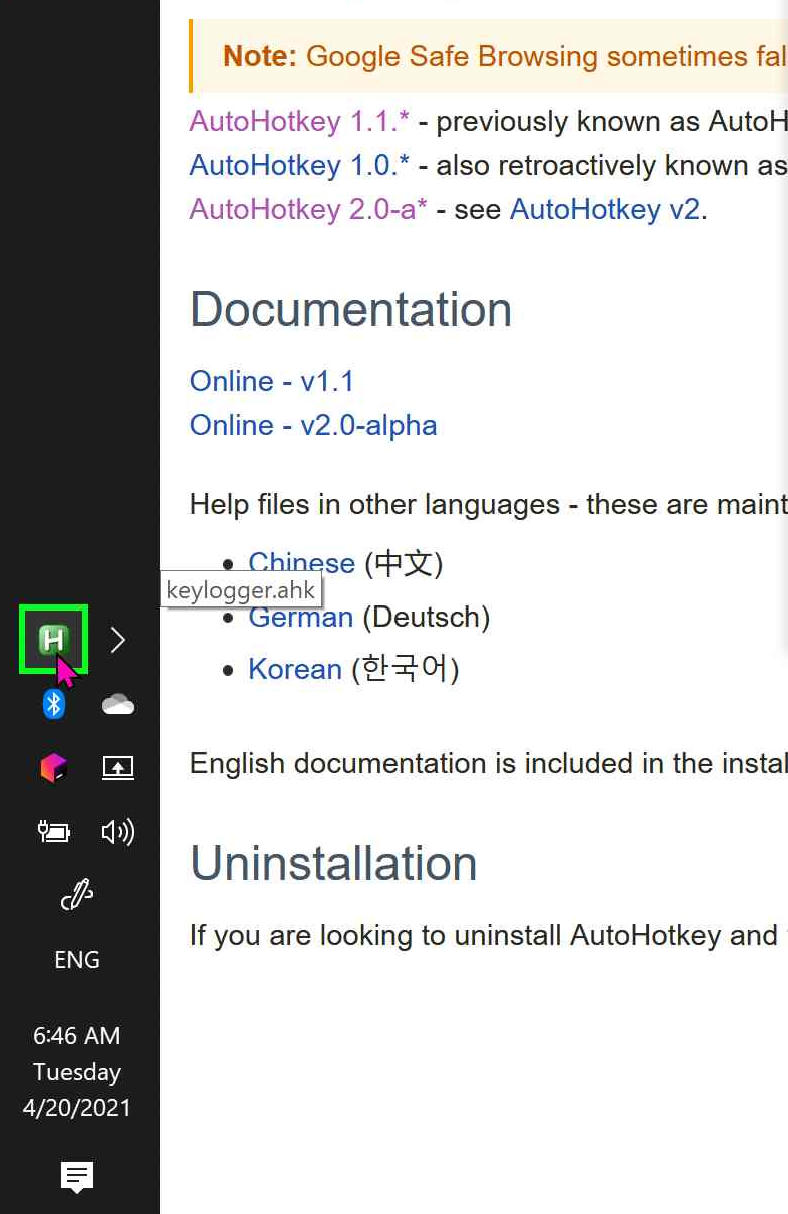 Note: Google Safe Browsing sometimes fal
AutoHotkey 1.1.* - previously known as AutoH
AutoHotkey 1.0.* - also retroactively known as
AutoHotkey 2.0-a* - see AutoHotkey v2.
Documentation
Online - v1.1
Online - v2.0-alpha
Help files in other languages - these are maint
• Chinese (中文)
keylogger.ahk
• German (Deutsch)
• Korean (한국어)
English documentation is included in the instal
Uninstallation
If you are looking to uninstall AutoHotkey and
H
ENG
6:46 AM
Tuesday
4/20/2021